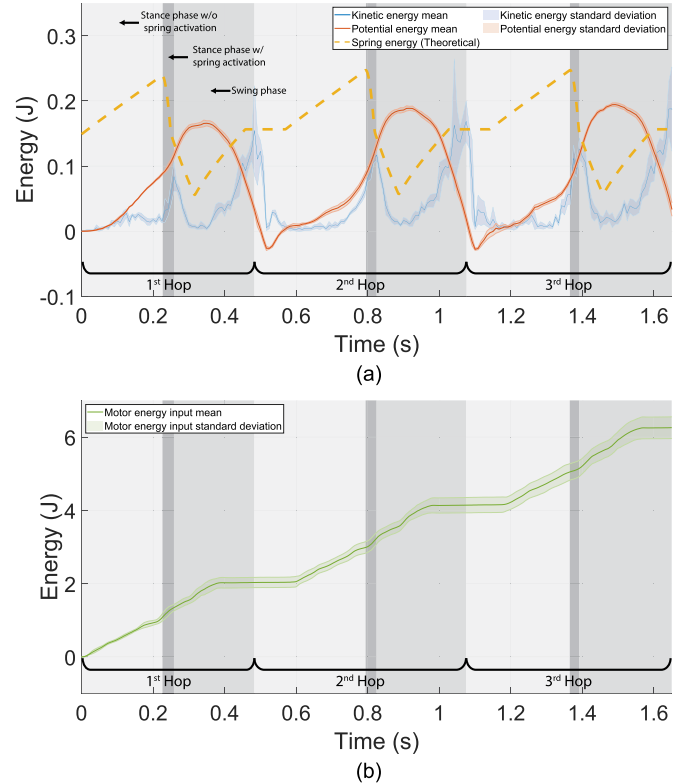 Kinetic energy mean
Potential energy mean
Spring energy (Theoretical)
Kinetic energy standard deviation
Potential energy standard deviation
Stance phase w/o
spring activation
Stance phase w/
spring activation
Swing phase
0.3
0.2
0.1
0
-0.1
Energy (J)
1st Hop
2nd Hop
3rd Hop
0 0.2 0.4 0.6 0.8 1 1.2 1.4 1.6
Time (s)
(a)
Motor energy input mean
Motor energy input standard deviation
6
4
2
0
Energy (J)
1st Hop
2nd Hop
3rd Hop
0 0.2 0.4 0.6 0.8 1 1.2 1.4 1.6
Time (s)
(b)